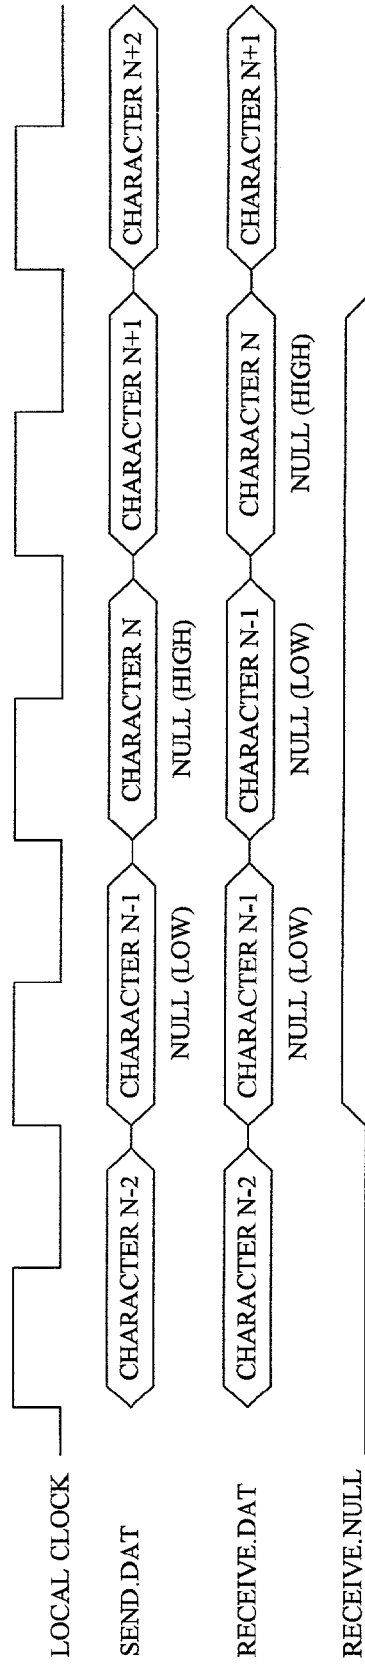 LOCAL CLOCK
SEND.DAT
CHARACTER N-2
CHARACTER N-1
CHARACTER N
CHARACTER N+1
CHARACTER N+2
NULL (LOW)
NULL (HIGH)
RECEIVE.DAT
CHARACTER N-2
CHARACTER N-1
CHARACTER N-1
CHARACTER N
CHARACTER N+1
NULL (LOW)
NULL (LOW)
NULL (HIGH)
RECEIVE.NULL